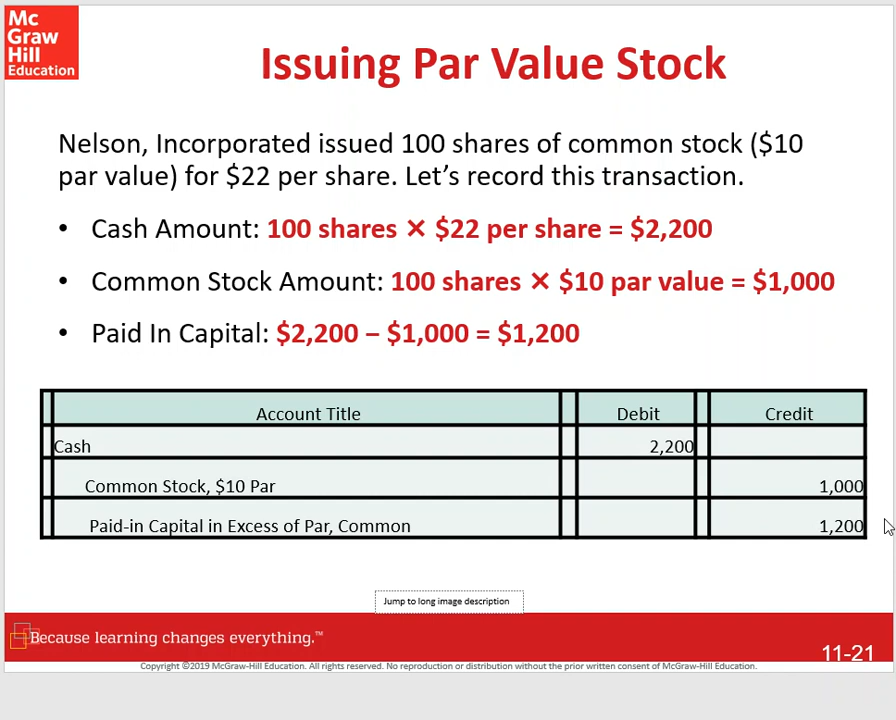 Mc
Graw
Hill
Education
Issuing Par Value Stock
Nelson, Incorporated issued 100 shares of common stock ($10
par value) for $22 per share. Let’s record this transaction.
• Cash Amount: 100 shares ✕ $22 per share = $2,200
• Common Stock Amount: 100 shares ✕ $10 par value = $1,000
• Paid In Capital: $2,200 – $1,000 = $1,200
Account Title Debit Credit
Cash 2,200
Common Stock, $10 Par 1,000
Paid-in Capital in Excess of Par, Common 1,200
Jump to long image description
Because learning changes everything.™
11-21
Copyright ©2019 McGraw-Hill Education. All rights reserved. No reproduction or distribution without the prior written consent of McGraw-Hill Education.